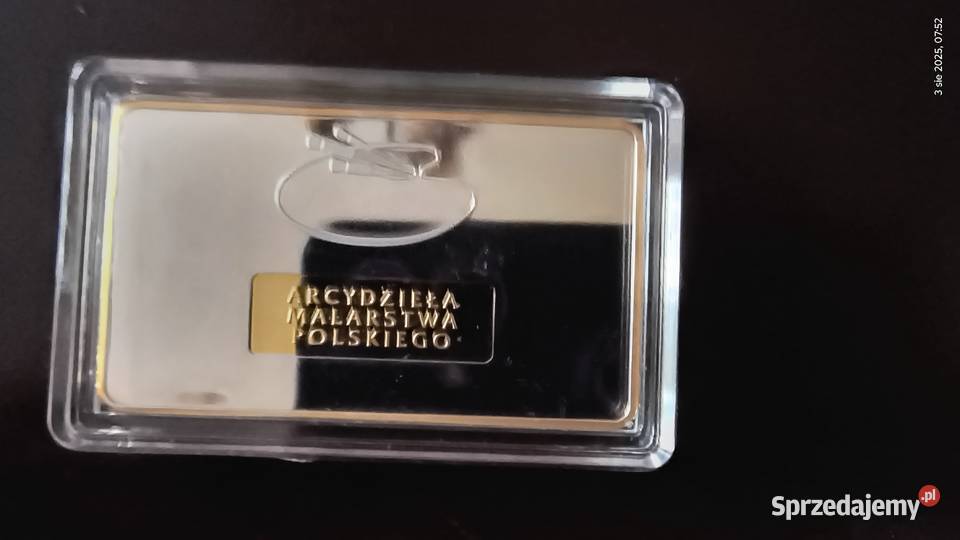 3 sie 2025, 07:52
ARCYDZIEŁA
MALARSTWA
POLSKIEGO
Sprzedajemy.pl